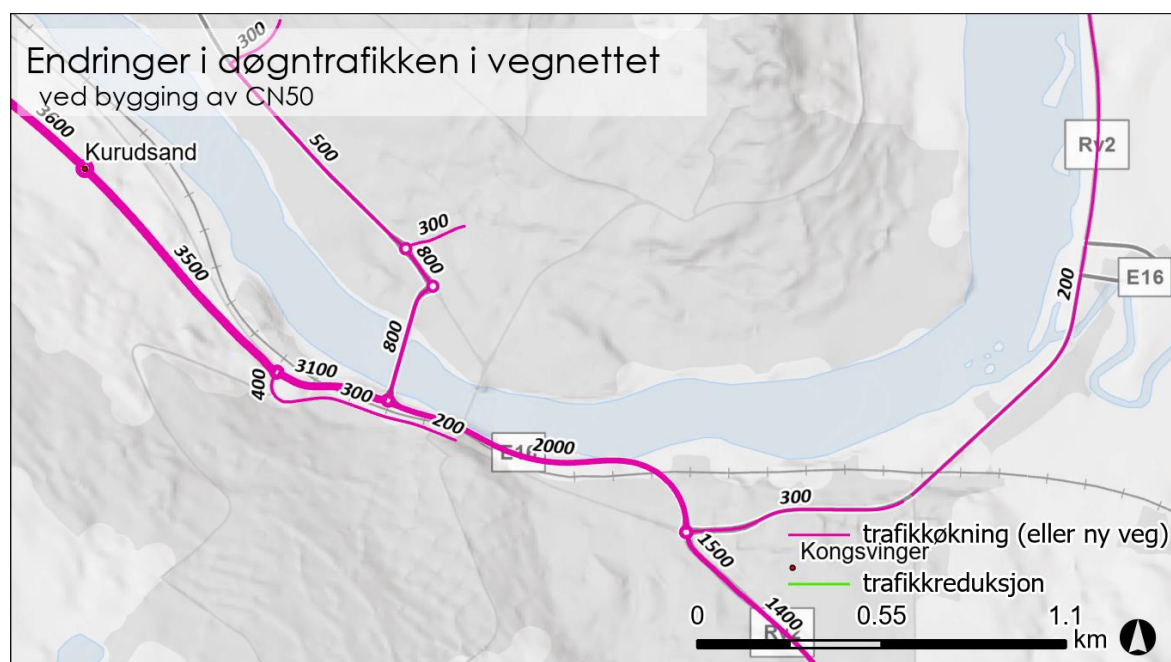 Endringer i døgntrafikken i vegnettet
ved bygging av CN50
300
3600
Kurudsand
500
Rv2
300
800
3500
E16
200
800
3100
400
300
200
E16
2000
300
1500
trafikkøkning (eller ny veg)
Kongsvinger
trafikkreduksjon
1400
0 0.55 1.1
km